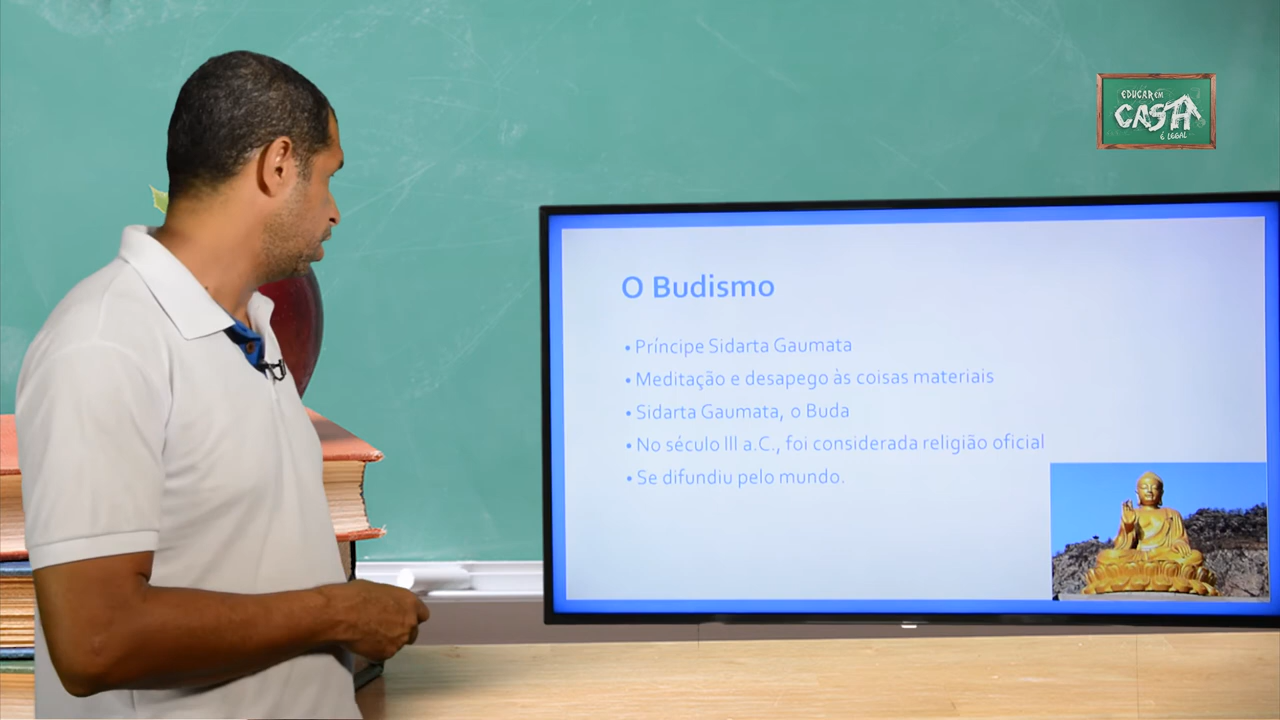 EDUCAR EM
CASA
É LEGAL
O Budismo
• Príncipe Sidarta Gaumata
• Meditação e desapego às coisas materiais
• Sidarta Gaumata, o Buda
• No século III a.C., foi considerada religião oficial
• Se difundiu pelo mundo.